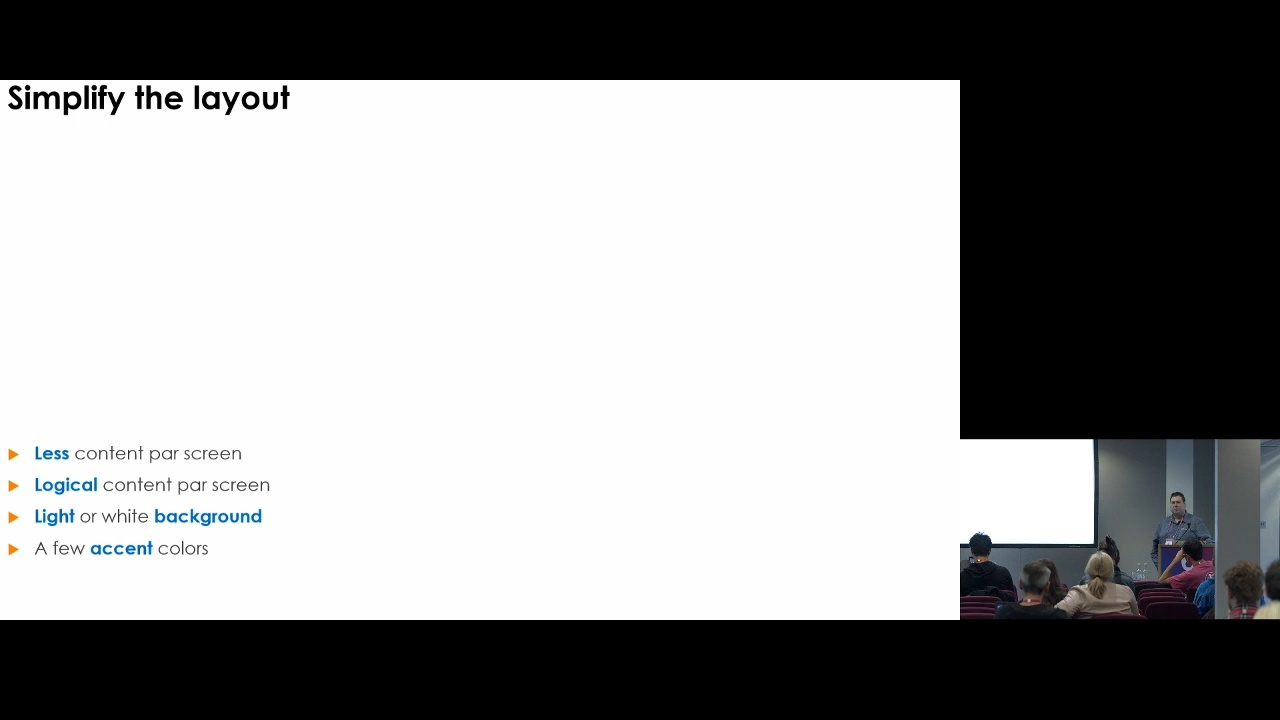 Simplify the layout
Less content par screen
Logical content par screen
Light or white background
A few accent colors